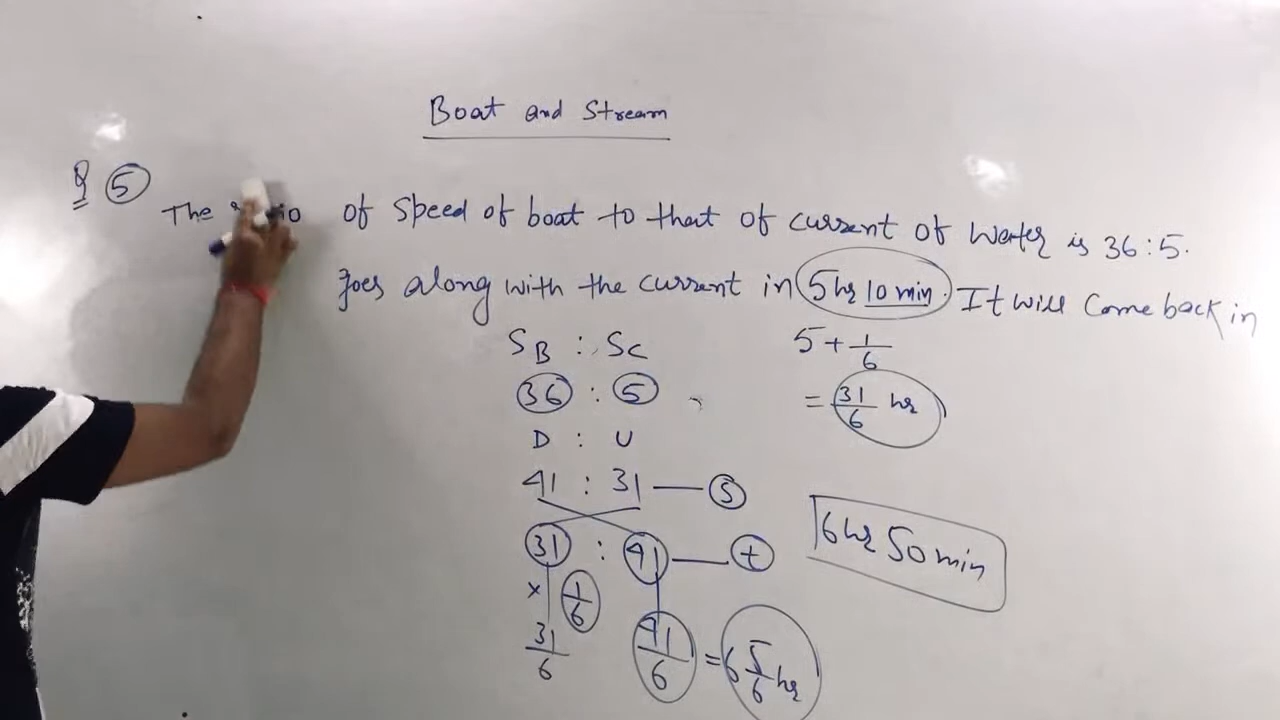 Boat and Stream
Q 5 The of speed of boat to that of current of water is 36:5.
goes along with the current in 5 hr 10 min It will come back in
SB : Sc
5 + 1/6
36 : 5
= 31/6 hr
D : U
41 : 31 — S
31 : 41 — t
6 hr 50 min
× 1/6
31/6
41/6 = 6 5/6 hr